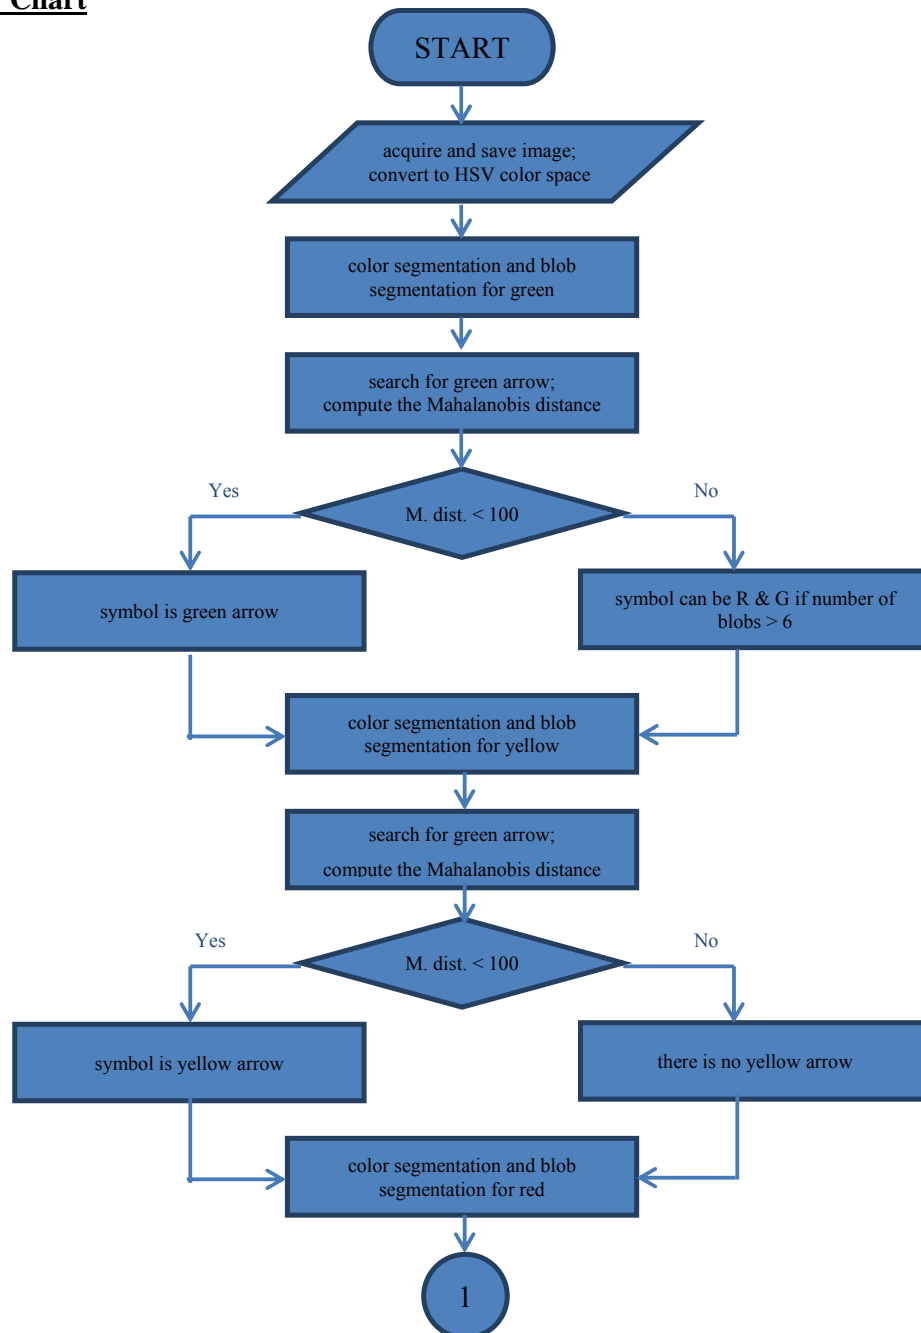 Chart
START
acquire and save image;
convert to HSV color space
color segmentation and blob
segmentation for green
search for green arrow;
compute the Mahalanobis distance
Yes
No
M. dist. < 100
symbol is green arrow
symbol can be R & G if number of
blobs > 6
color segmentation and blob
segmentation for yellow
search for green arrow;
compute the Mahalanobis distance
Yes
No
M. dist. < 100
symbol is yellow arrow
there is no yellow arrow
color segmentation and blob
segmentation for red
1